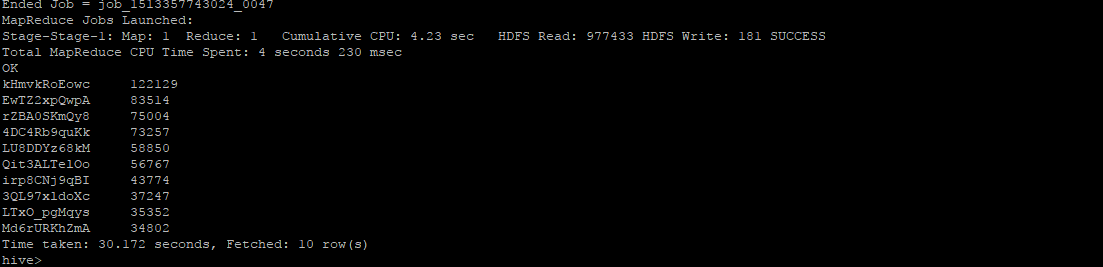 Ended Job = job_1513357743024_0047
MapReduce Jobs Launched:
Stage-Stage-1: Map: 1  Reduce: 1   Cumulative CPU: 4.23 sec   HDFS Read: 977433 HDFS Write: 181 SUCCESS
Total MapReduce CPU Time Spent: 4 seconds 230 msec
OK
kHmvkRoEowc     122129
EwTZ2xpQwpA     83514
rZBA0SKmQy8     75004
4DC4Rb9quKk     73257
LU8DDYz68kM     58850
Qit3ALTelOo     56767
irp8CNj9qBI     43774
3QL97xldoXc     37247
LTxO_pgMqys     35352
Md6rURKhZmA     34802
Time taken: 30.172 seconds, Fetched: 10 row(s)
hive>